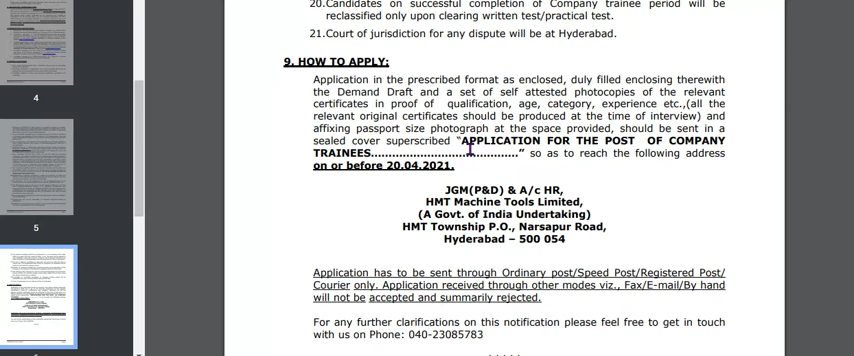 20.Candidates on successful completion of Company trainee period will be
reclassified only upon clearing written test/practical test.
21.Court of jurisdiction for any dispute will be at Hyderabad.
9. HOW TO APPLY:
Application in the prescribed format as enclosed, duly filled enclosing therewith
the Demand Draft and a set of self attested photocopies of the relevant
certificates in proof of qualification, age, category, experience etc.,(all the
relevant original certificates should be produced at the time of interview) and
affixing passport size photograph at the space provided, should be sent in a
sealed cover superscribed “APPLICATION FOR THE POST OF COMPANY
TRAINEES..........................................” so as to reach the following address
on or before 20.04.2021.
JGM(P&D) & A/c HR,
HMT Machine Tools Limited,
(A Govt. of India Undertaking)
HMT Township P.O., Narsapur Road,
Hyderabad – 500 054
Application has to be sent through Ordinary post/Speed Post/Registered Post/
Courier only. Application received through other modes viz., Fax/E-mail/By hand
will not be accepted and summarily rejected.
For any further clarifications on this notification please feel free to get in touch
with us on Phone: 040-23085783
4
5